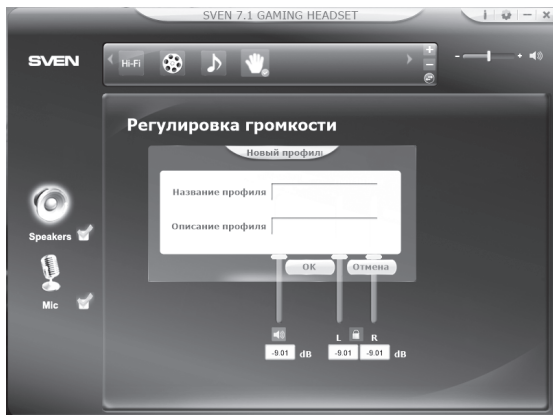 SVEN 7.1 GAMING HEADSET
SVEN
Hi-Fi
Регулировка громкости
Новый профиль
Название профиля
Описание профиля
OK
Отмена
Speakers
Mic
L
R
-9.01 dB
-9.01
-9.01 dB